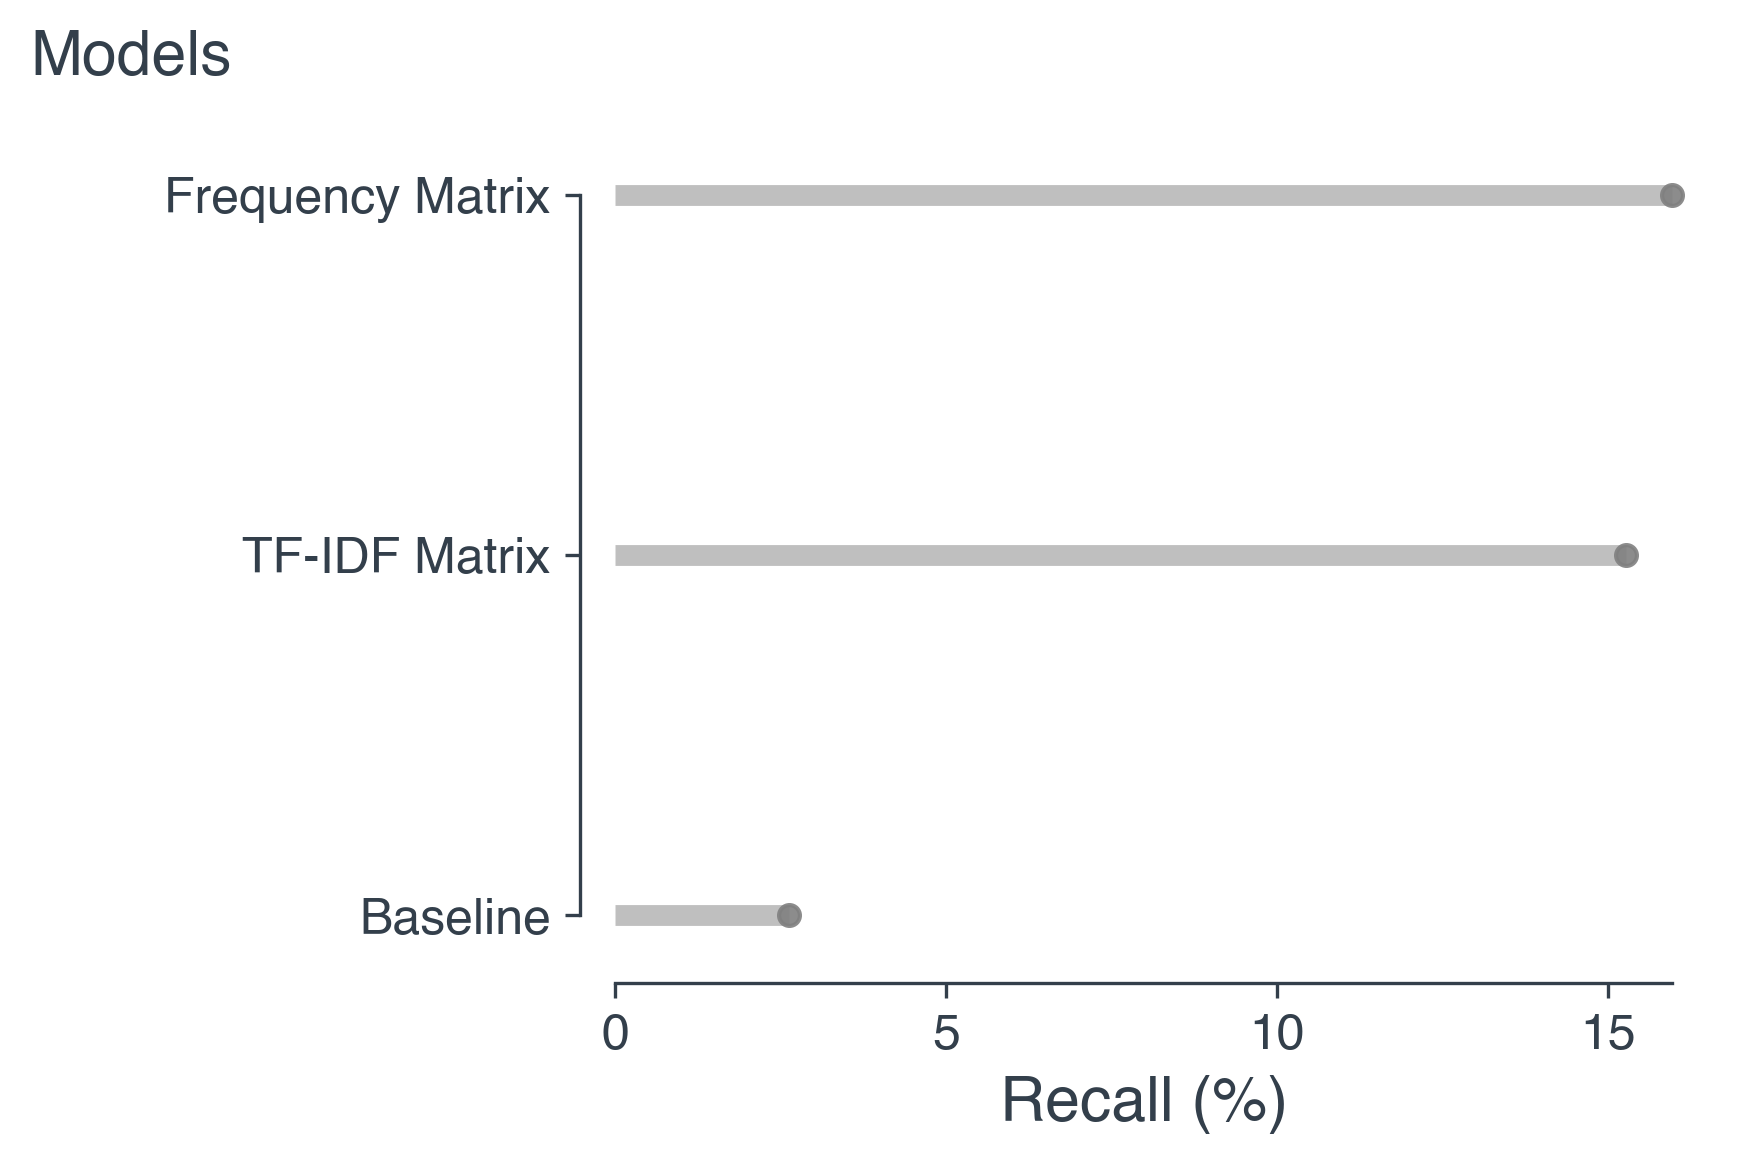 Models
Frequency Matrix
TF-IDF Matrix
Baseline
0 5 10 15
Recall (%)